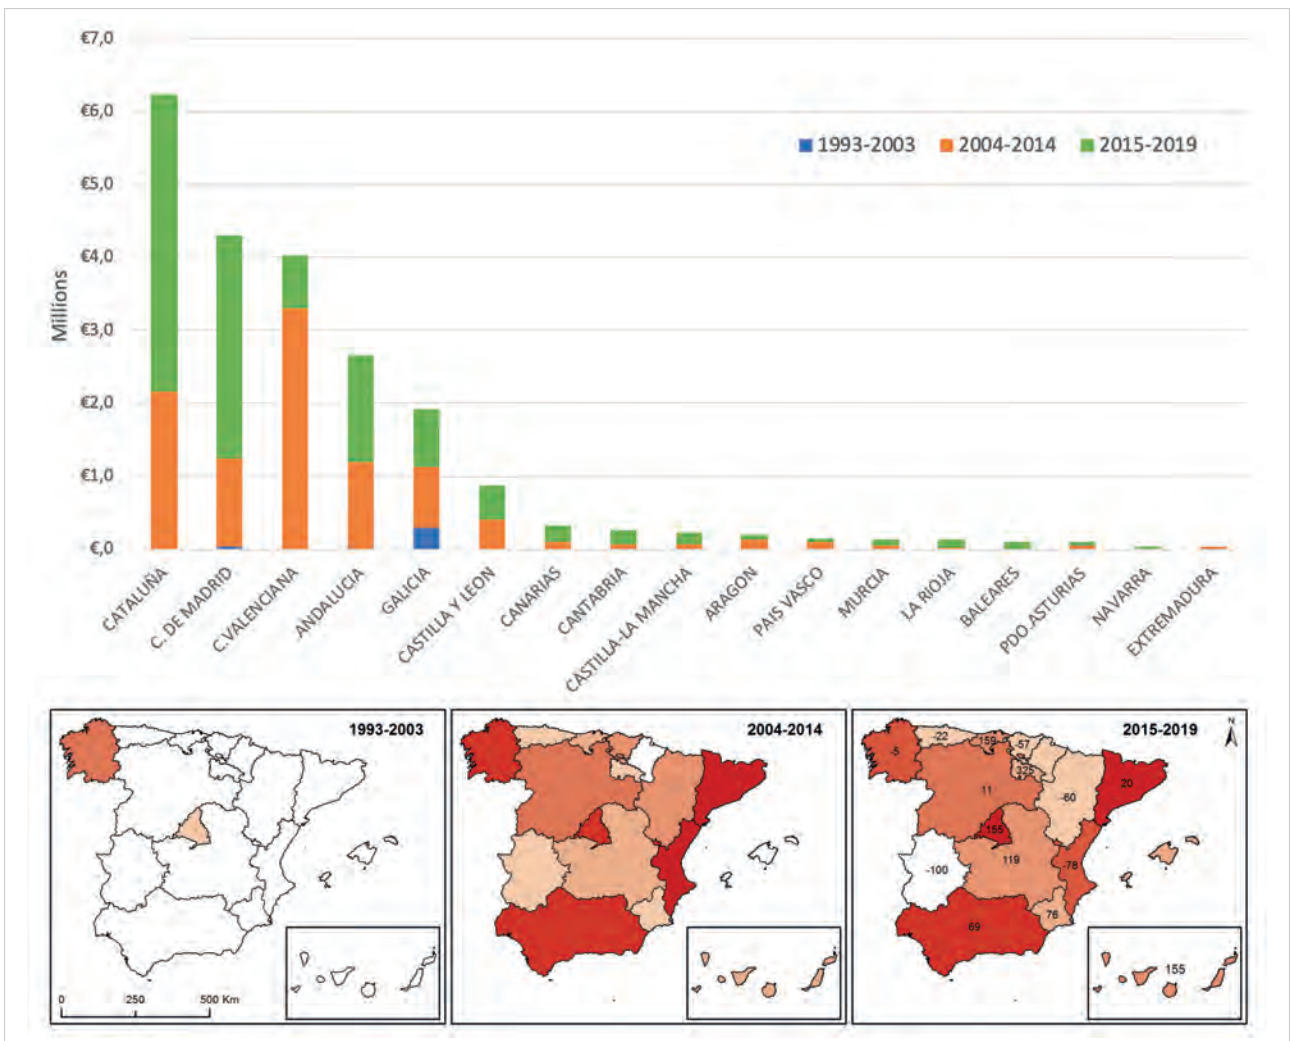 €7,0
€6,0
€5,0
€4,0
€3,0
€2,0
€1,0
€,0
Millions
1993-2003 2004-2014 2015-2019
CATALUÑA
C. DE MADRID
C.VALENCIANA
ANDALUCIA
GALICIA
CASTILLA Y LEON
CANARIAS
CANTABRIA
CASTILLA-LA MANCHA
ARAGON
PAIS VASCO
MURCIA
LA RIOJA
BALEARES
PDO.ASTURIAS
NAVARRA
EXTREMADURA
1993-2003
0 250 500 Km
2004-2014
2015-2019
N
-5
-22
159
-57
325
11
-60
20
155
119
-100
-78
76
69
155